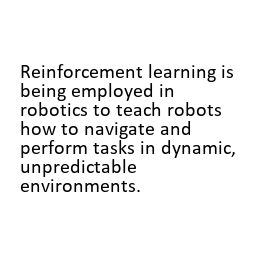 Reinforcement learning is
being employed in
robotics to teach robots
how to navigate and
perform tasks in dynamic,
unpredictable
environments.